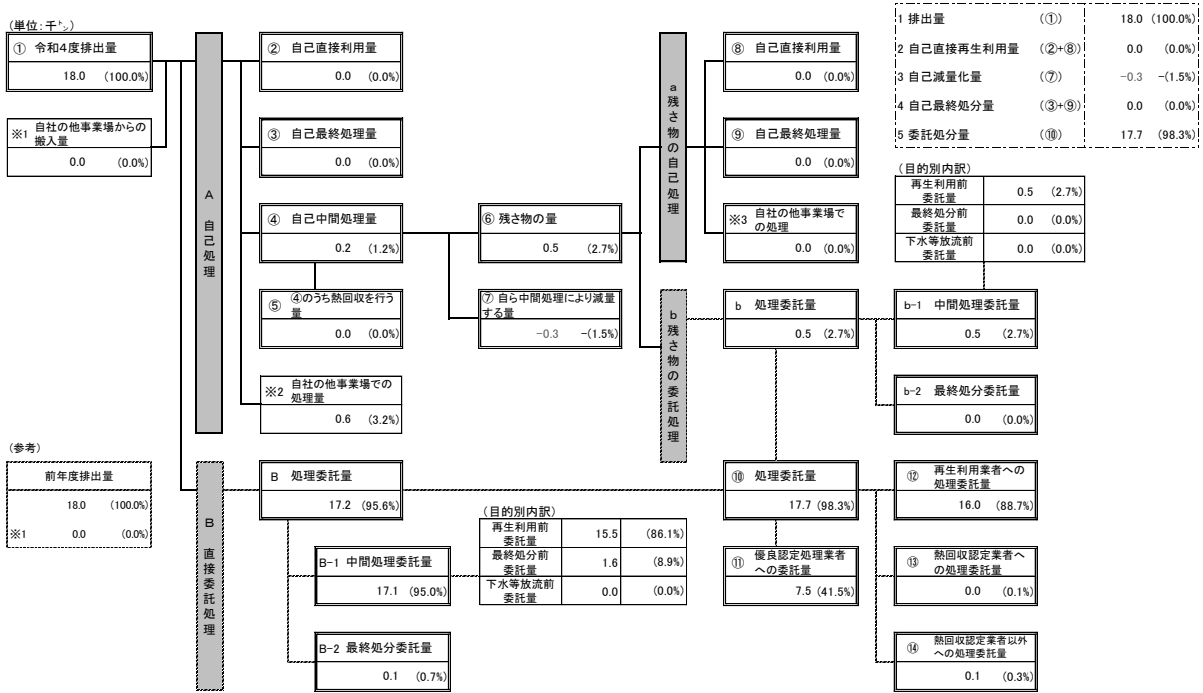 (単位:千㌧)
① 令和4度排出量
18.0 (100.0%)
※1 自社の他事業場からの
搬入量
0.0 (0.0%)
(参考)
前年度排出量
18.0 (100.0%)
※1 0.0 (0.0%)
A 自己処理
B 直接委託処理
② 自己直接利用量
0.0 (0.0%)
③ 自己最終処理量
0.0 (0.0%)
④ 自己中間処理量
0.2 (1.2%)
⑤ ④のうち熱回収を行う
量
0.0 (0.0%)
※2 自社の他事業場での
処理量
0.6 (3.2%)
B 処理委託量
17.2 (95.6%)
B-1 中間処理委託量
17.1 (95.0%)
B-2 最終処分委託量
0.1 (0.7%)
(目的別内訳)
再生利用前
委託量
15.5 (86.1%)
最終処分前
委託量
1.6 (8.9%)
下水等放流前
委託量
0.0 (0.0%)
⑥ 残さ物の量
0.5 (2.7%)
⑦ 自ら中間処理により減量
する量
-0.3 -(1.5%)
a 残さ物の自己処理
b 残さ物の委託処理
⑧ 自己直接利用量
0.0 (0.0%)
⑨ 自己最終処理量
0.0 (0.0%)
※3 自社の他事業場で
の処理
0.0 (0.0%)
b 処理委託量
0.5 (2.7%)
⑩ 処理委託量
17.7 (98.3%)
⑪ 優良認定処理業者
への委託量
7.5 (41.5%)
1 排出量 (①) 18.0 (100.0%)
2 自己直接再生利用量 (②+⑧) 0.0 (0.0%)
3 自己減量化量 (⑦) -0.3 -(1.5%)
4 自己最終処分量 (③+⑨) 0.0 (0.0%)
5 委託処分量 (⑩) 17.7 (98.3%)
(目的別内訳)
再生利用前
委託量
0.5 (2.7%)
最終処分前
委託量
0.0 (0.0%)
下水等放流前
委託量
0.0 (0.0%)
b-1 中間処理委託量
0.5 (2.7%)
b-2 最終処分委託量
0.0 (0.0%)
⑫ 再生利用業者への
処理委託量
16.0 (88.7%)
⑬ 熱回収認定業者へ
の処理委託量
0.0 (0.1%)
⑭ 熱回収認定業者以外
への処理委託量
0.1 (0.3%)